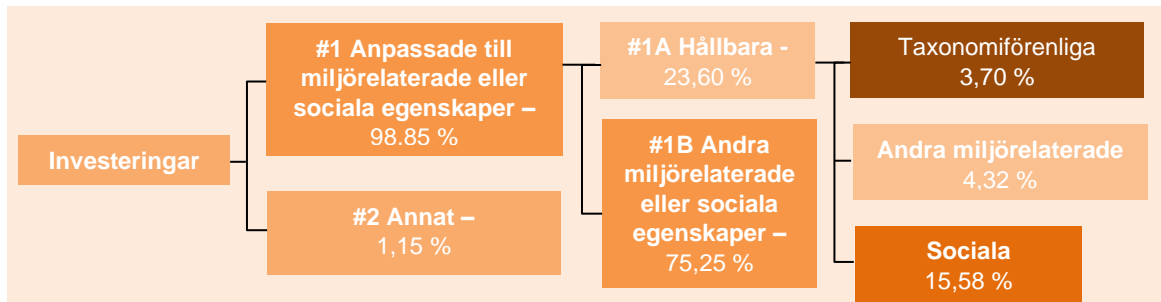 Investeringar
#1 Anpassade till
miljörelaterade eller
sociala egenskaper –
98.85 %
#2 Annat –
1,15 %
#1A Hållbara -
23,60 %
#1B Andra
miljörelaterade
eller sociala
egenskaper –
75,25 %
Taxonomiförenliga
3,70 %
Andra miljörelaterade
4,32 %
Sociala
15,58 %